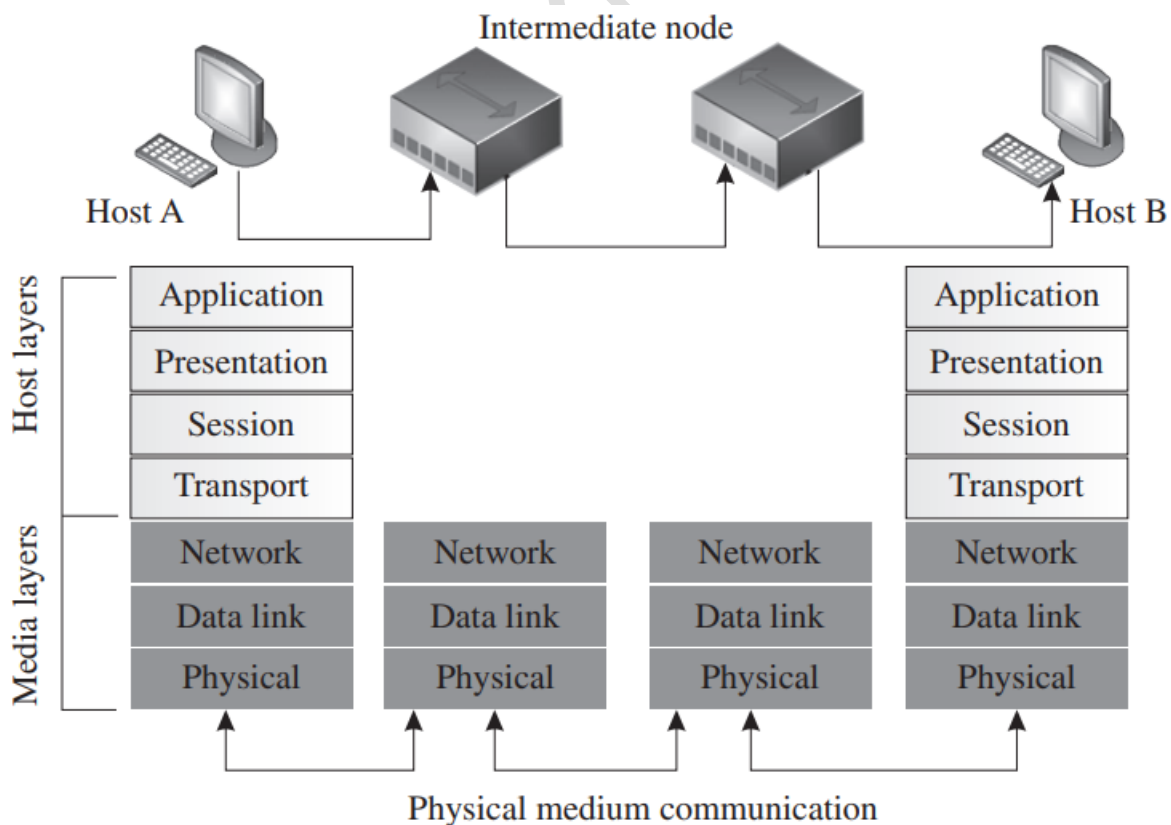 Intermediate node
Host A
Host B
Host layers
Application
Presentation
Session
Transport
Application
Presentation
Session
Transport
Media layers
Network
Data link
Physical
Network
Data link
Physical
Network
Data link
Physical
Network
Data link
Physical
Physical medium communication